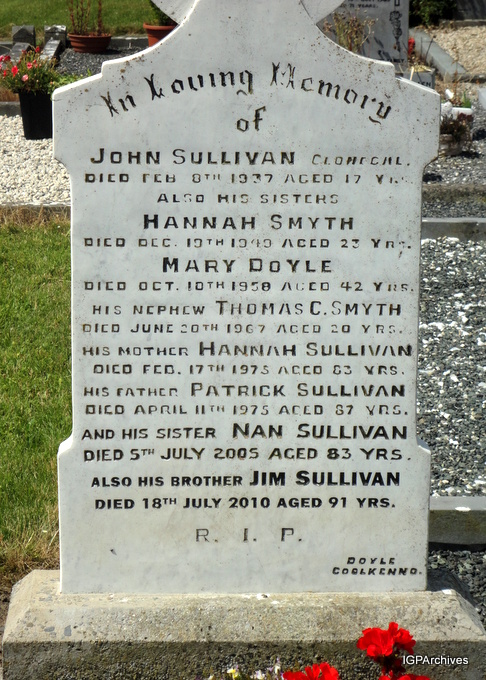 In Loving Memory
of
JOHN SULLIVAN CLONEGAL.
DIED FEB 8TH 1937 AGED 17 YRS.
ALSO HIS SISTERS
HANNAH SMYTH
DIED DEC. 19TH 1949 AGED 23 YRS.
MARY DOYLE
DIED OCT. 10TH 1958 AGED 42 YRS.
HIS NEPHEW THOMAS C. SMYTH
DIED JUNE 20TH 1967 AGED 20 YRS.
HIS MOTHER HANNAH SULLIVAN
DIED FEB. 17TH 1975 AGED 83 YRS.
HIS FATHER PATRICK SULLIVAN
DIED APRIL 11TH 1975 AGED 87 YRS.
AND HIS SISTER NAN SULLIVAN
DIED 5TH JULY 2005 AGED 83 YRS.
ALSO HIS BROTHER JIM SULLIVAN
DIED 18TH JULY 2010 AGED 91 YRS.
R. I. P.
DOYLE
COOLKENNO.
IGPArchives